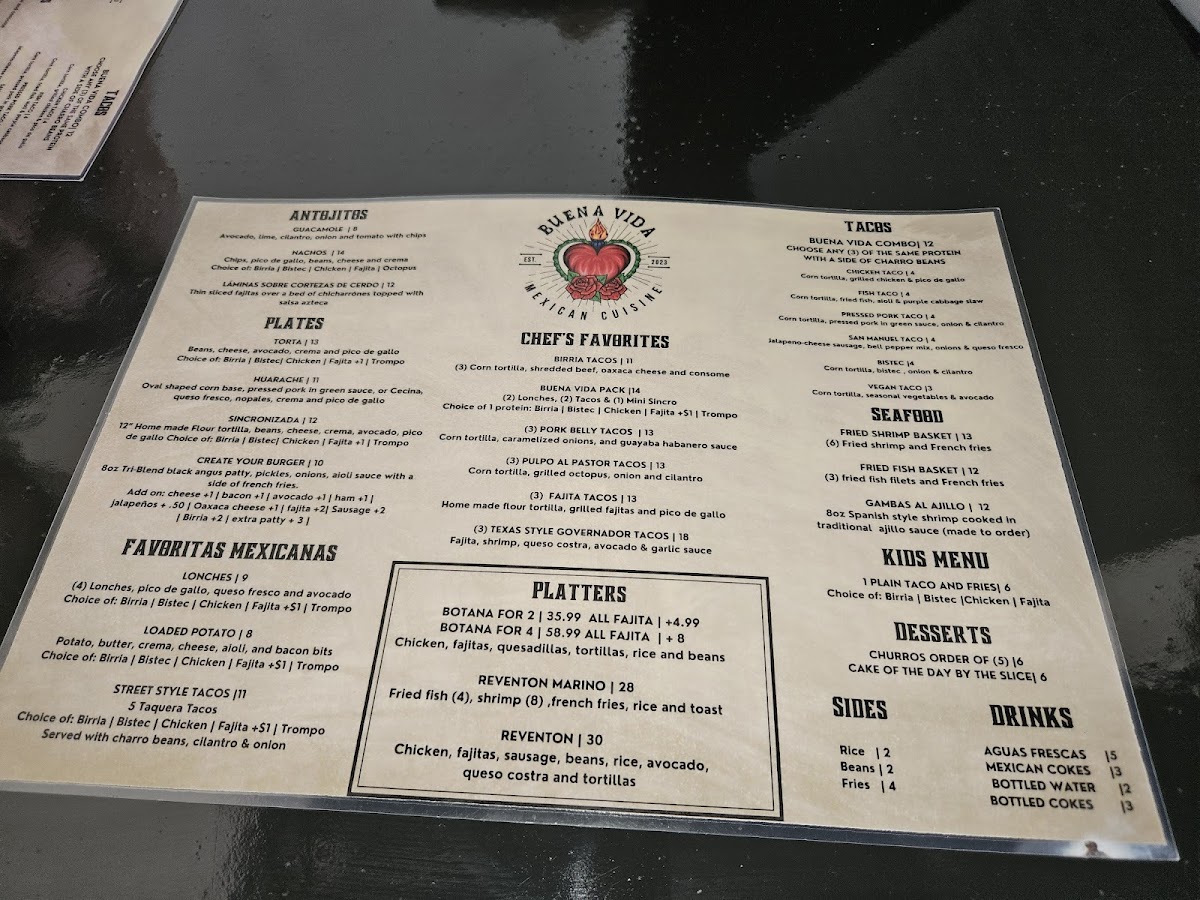 ANTOJITOS
GUACAMOLE | 8
Avocado, lime, cilantro, onion and tomato with chips
NACHOS | 14
Chips, pico de gallo, beans, cheese and crema
Choice of: Birria | Bistec | Chicken | Fajita | Octopus
LÁMINAS SOBRE CORTEZAS DE CERDO | 12
Thin sliced fajitas over a bed of chicharrones topped with
salsa azteca
PLATES
TORTA | 13
Beans, cheese, avocado, crema and pico de gallo
Choice of: Birria | Bistec| Chicken | Fajita +1 | Trompo
HUARACHE | 11
Oval shaped corn base, pressed pork in green sauce, or Cecina,
queso fresco, nopales, crema and pico de gallo
SINCRONIZADA | 12
12" Home made Flour tortilla, beans, cheese, crema, avocado, pico
de gallo Choice of: Birria | Bistec| Chicken | Fajita +1 | Trompo
CREATE YOUR BURGER | 10
8oz Tri-Blend black angus patty, pickles, onions, aioli sauce with a
side of french fries.
Add on: cheese +1 | bacon +1 | avocado +1 | ham +1 |
jalapeños + .50 | Oaxaca cheese +1 | fajita +2| Sausage +2
| Birria +2 | extra patty + 3 |
FAVORITAS MEXICANAS
LONCHES | 9
(4) Lonches, pico de gallo, queso fresco and avocado
Choice of: Birria | Bistec | Chicken | Fajita +$1 | Trompo
LOADED POTATO | 8
Potato, butter, crema, cheese, aioli, and bacon bits
Choice of: Birria | Bistec | Chicken | Fajita +$1 | Trompo
STREET STYLE TACOS |11
5 Taquera Tacos
Choice of: Birria | Bistec | Chicken | Fajita +$1 | Trompo
Served with charro beans, cilantro & onion
BUENA VIDA
EST. 2023
MEXICAN CUISINE
CHEF'S FAVORITES
BIRRIA TACOS | 11
(3) Corn tortilla, shredded beef, oaxaca cheese and consome
BUENA VIDA PACK |14
(2) Lonches, (2) Tacos & (1) Mini Sincro
Choice of 1 protein: Birria | Bistec | Chicken | Fajita +$1 | Trompo
(3) PORK BELLY TACOS | 13
Corn tortilla, caramelized onions, and guayaba habanero sauce
(3) PULPO AL PASTOR TACOS | 13
Corn tortilla, grilled octopus, onion and cilantro
(3) FAJITA TACOS | 13
Home made flour tortilla, grilled fajitas and pico de gallo
(3) TEXAS STYLE GOVERNADOR TACOS | 18
Fajita, shrimp, queso costra, avocado & garlic sauce
PLATTERS
BOTANA FOR 2 | 35.99 ALL FAJITA | +4.99
BOTANA FOR 4 | 58.99 ALL FAJITA | + 8
Chicken, fajitas, quesadillas, tortillas, rice and beans
REVENTON MARINO | 28
Fried fish (4), shrimp (8) ,french fries, rice and toast
REVENTON | 30
Chicken, fajitas, sausage, beans, rice, avocado,
queso costra and tortillas
TACOS
BUENA VIDA COMBO| 12
CHOOSE ANY (3) OF THE SAME PROTEIN
WITH A SIDE OF CHARRO BEANS
CHICKEN TACO | 4
Corn tortilla, grilled chicken & pico de gallo
FISH TACO | 4
Corn tortilla, fried fish, aioli & purple cabbage slaw
PRESSED PORK TACO | 4
Corn tortilla, pressed pork in green sauce, onion & cilantro
SAN MANUEL TACO | 4
Jalapeno-cheese sausage, bell pepper mix, onions & queso fresco
BISTEC |4
Corn tortilla, bistec , onion & cilantro
VEGAN TACO |3
Corn tortilla, seasonal vegetables & avocado
SEAFOOD
FRIED SHRIMP BASKET | 13
(6) Fried shrimp and French fries
FRIED FISH BASKET | 12
(3) fried fish filets and French fries
GAMBAS AL AJILLO | 12
8oz Spanish style shrimp cooked in
traditional ajillo sauce (made to order)
KIDS MENU
1 PLAIN TACO AND FRIES| 6
Choice of: Birria | Bistec |Chicken | Fajita
DESSERTS
CHURROS ORDER OF (5) |6
CAKE OF THE DAY BY THE SLICE| 6
SIDES
Rice | 2
Beans | 2
Fries | 4
DRINKS
AGUAS FRESCAS |5
MEXICAN COKES |3
BOTTLED WATER |2
BOTTLED COKES |3
TACOS
BUENA VIDA COMBO| 12
CHOOSE ANY (3) OF THE SAME PROTEIN
WITH A SIDE OF CHARRO BEANS